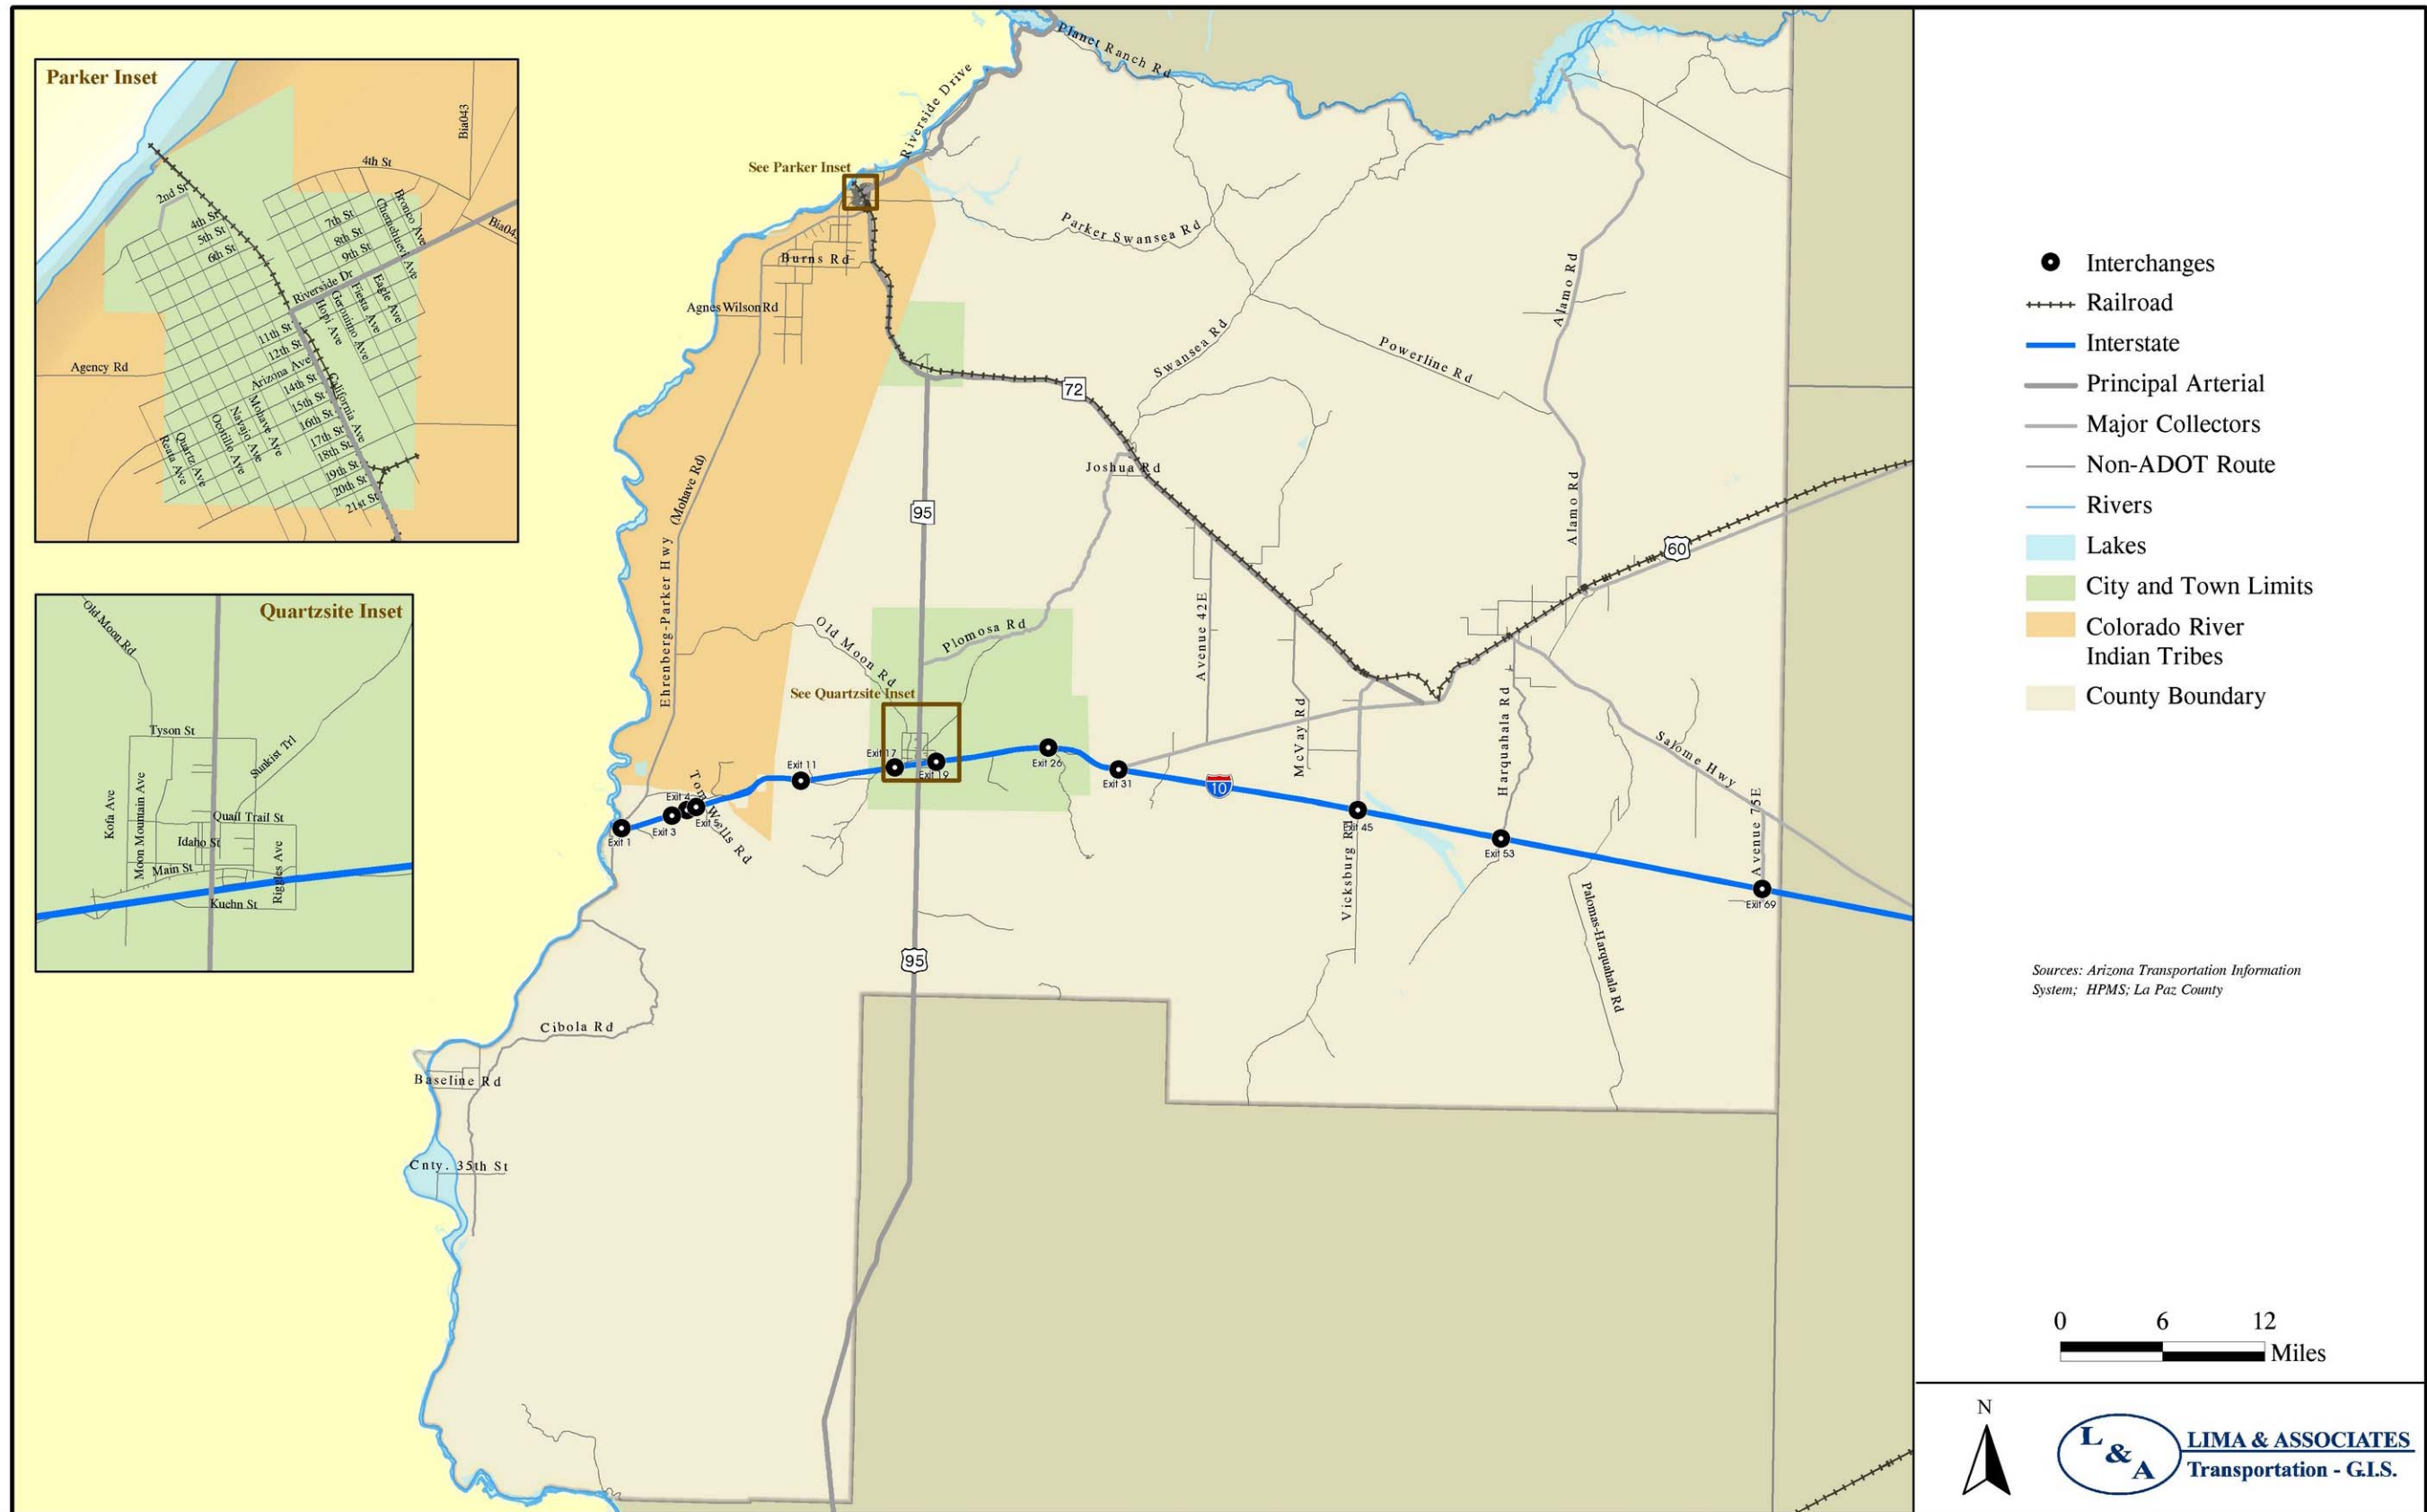 Parker Inset
Bia043
4th St
2nd St
4th St
5th St
6th St
7th St
8th St
9th St
Bronco Ave
Chemehuevi Ave
Riverside Dr
Hopi Ave
Geronimo Ave
Fiesta Ave
Eagle Ave
11th St
12th St
Arizona Ave
14th St
15th St
16th St
17th St
18th St
19th St
20th St
21st St
California Ave
Agency Rd
Mohave Ave
Navajo Ave
Ocotillo Ave
Quartz Ave
Reata Ave
Quartzsite Inset
Old Moon Rd
Tyson St
Sunkist Trl
Kofa Ave
Moon Mountain Ave
Quail Trail St
Idaho St
Main St
Riggles Ave
Kuehn St
Planet Ranch Rd
Riverside Drive
See Parker Inset
Parker Swansea Rd
Burns Rd
Agnes Wilson Rd
Alamo Rd
Swansea Rd
Powerline Rd
72
Joshua Rd
(Mohave Rd)
Ehrenberg-Parker Hwy
95
Alamo Rd
60
Avenue 42E
Old Moon Rd
Plomosa Rd
See Quartzsite Inset
McVay Rd
Harquahala Rd
Salome Hwy
Exit 1
Exit 3
Exit 4
Exit 5
Tom Wells Rd
Exit 11
Exit 17
Exit 19
Exit 26
Exit 31
10
Exit 45
Vicksburg Rd
Exit 53
Avenue 75E
Exit 69
Palomas-Harquahala Rd
95
Cibola Rd
Baseline Rd
Cnty. 35th St
Interchanges
Railroad
Interstate
Principal Arterial
Major Collectors
Non-ADOT Route
Rivers
Lakes
City and Town Limits
Colorado River
Indian Tribes
County Boundary
Sources: Arizona Transportation Information
System; HPMS; La Paz County
0 6 12
Miles
N
L & A
LIMA & ASSOCIATES
Transportation - G.I.S.